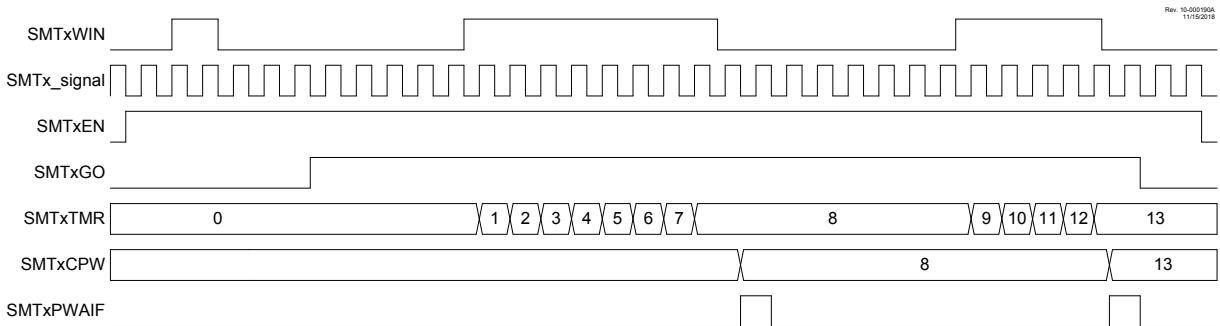 Rev. 10-000190A
11/15/2018
SMTxWIN
SMTx_signal
SMTxEN
SMTxGO
SMTxTMR 0 1 2 3 4 5 6 7 8 9 10 11 12 13
SMTxCPW 8 13
SMTxPWAIF